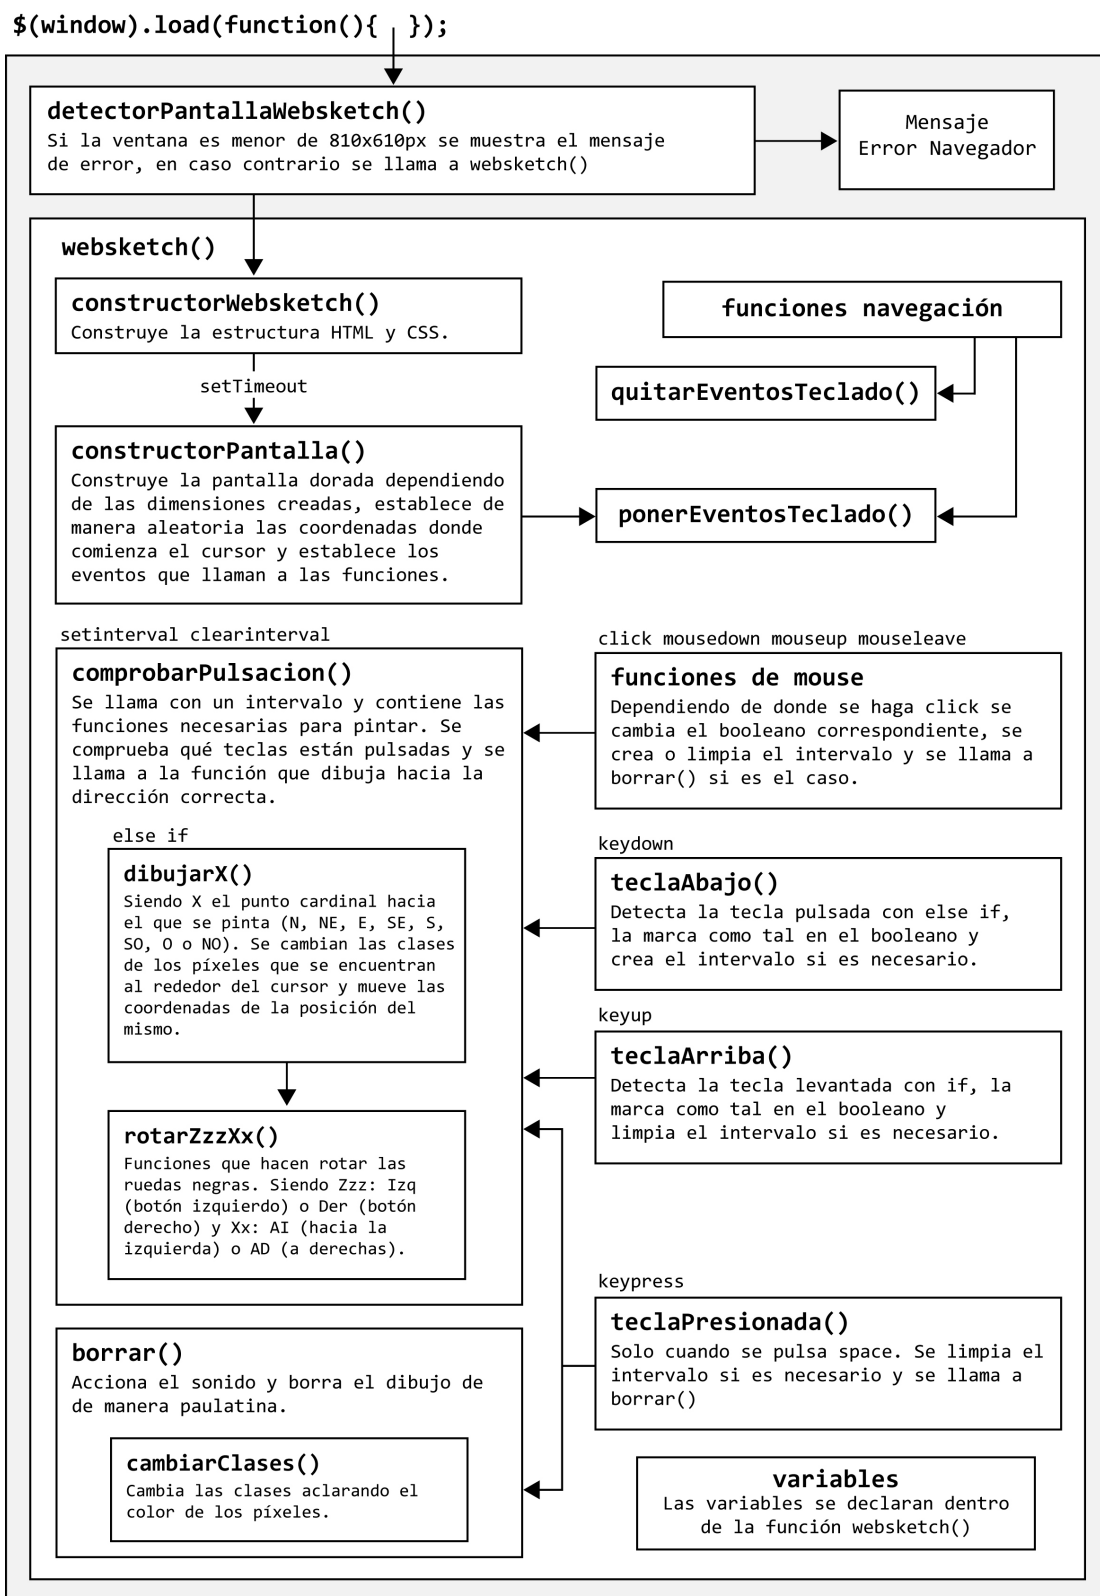 $(window).load(function(){  });
detectorPantallaWebsketch()
Si la ventana es menor de 810x610px se muestra el mensaje
de error, en caso contrario se llama a websketch()
Mensaje
Error Navegador
websketch()
constructorWebsketch()
Construye la estructura HTML y CSS.
funciones navegación
setTimeout
quitarEventosTeclado()
constructorPantalla()
Construye la pantalla dorada dependiendo
de las dimensiones creadas, establece de
manera aleatoria las coordenadas donde
comienza el cursor y establece los
eventos que llaman a las funciones.
ponerEventosTeclado()
setinterval clearinterval
comprobarPulsacion()
Se llama con un intervalo y contiene las
funciones necesarias para pintar. Se
comprueba qué teclas están pulsadas y se
llama a la función que dibuja hacia la
dirección correcta.
click mousedown mouseup mouseleave
funciones de mouse
Dependiendo de donde se haga click se
cambia el booleano correspondiente, se
crea o limpia el intervalo y se llama a
borrar() si es el caso.
else if
dibujarX()
Siendo X el punto cardinal hacia
el que se pinta (N, NE, E, SE, S,
SO, O o NO). Se cambian las clases
de los píxeles que se encuentran
al rededor del cursor y mueve las
coordenadas de la posición del
mismo.
keydown
teclaAbajo()
Detecta la tecla pulsada con else if,
la marca como tal en el booleano y
crea el intervalo si es necesario.
keyup
teclaArriba()
Detecta la tecla levantada con if, la
marca como tal en el booleano y
limpia el intervalo si es necesario.
rotarZzzXx()
Funciones que hacen rotar las
ruedas negras. Siendo Zzz: Izq
(botón izquierdo) o Der (botón
derecho) y Xx: AI (hacia la
izquierda) o AD (a derechas).
keypress
teclaPresionada()
Solo cuando se pulsa space. Se limpia el
intervalo si es necesario y se llama a
borrar()
borrar()
Acciona el sonido y borra el dibujo de
de manera paulatina.
cambiarClases()
Cambia las clases aclarando el
color de los píxeles.
variables
Las variables se declaran dentro
de la función websketch()